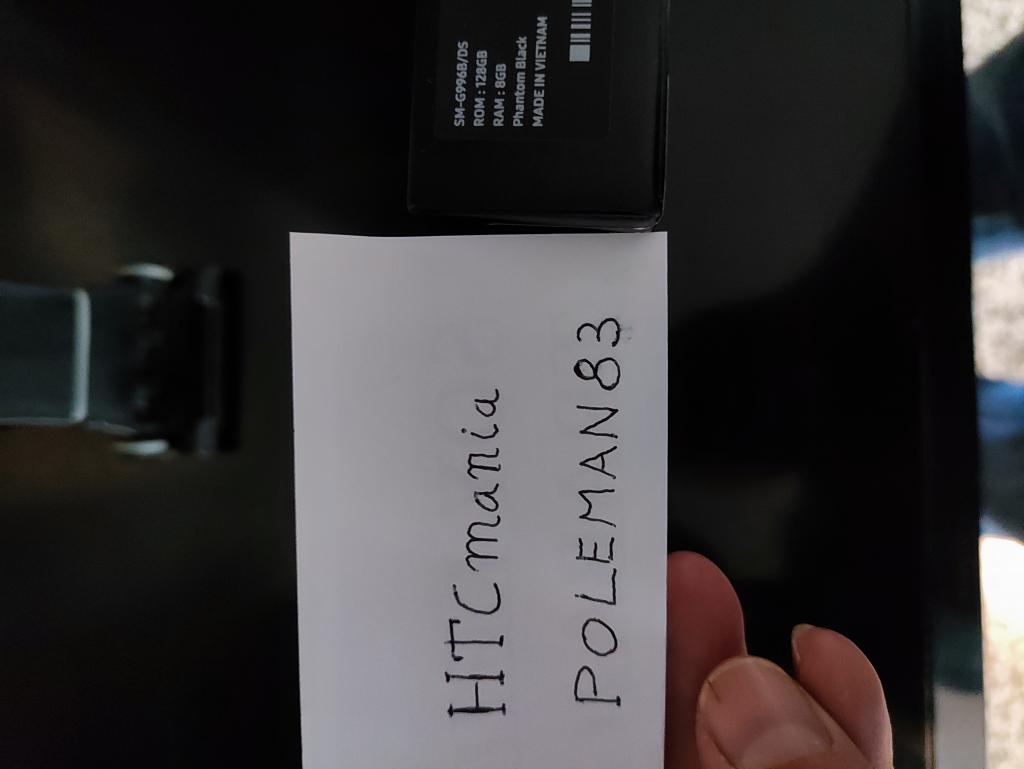 SM-G996B/DS
ROM : 128GB
RAM : 8GB
Phantom Black
MADE IN VIETNAM
HTCmania
POLEMAN83